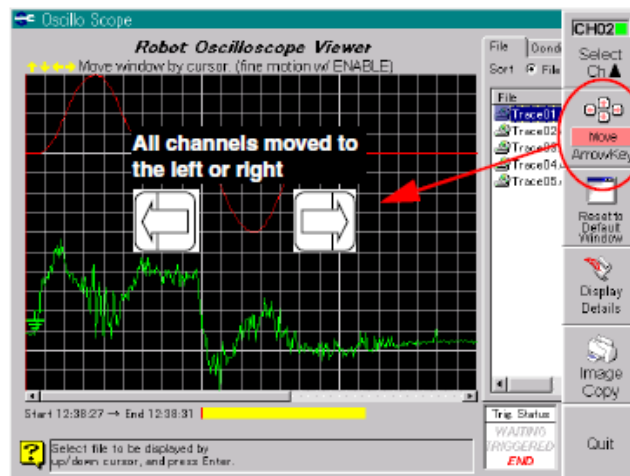 Oscillo Scope
Robot Oscilloscope Viewer
Move window by cursor. (fine motion w/ ENABLE)
All channels moved to
the left or right
File
Sort File
File
Trace01
Trace02
Trace03
Trace04.
Trace05.
CH02
Select
Ch▲
Move
ArrowKey
Reset to
Default
Window
Display
Details
Image
Copy
Quit
Start 12:38:27 → End 12:38:31
Trig. Status
WAITING
TRIGGERED
END
Select file to be displayed by
up/down cursor, and press Enter.